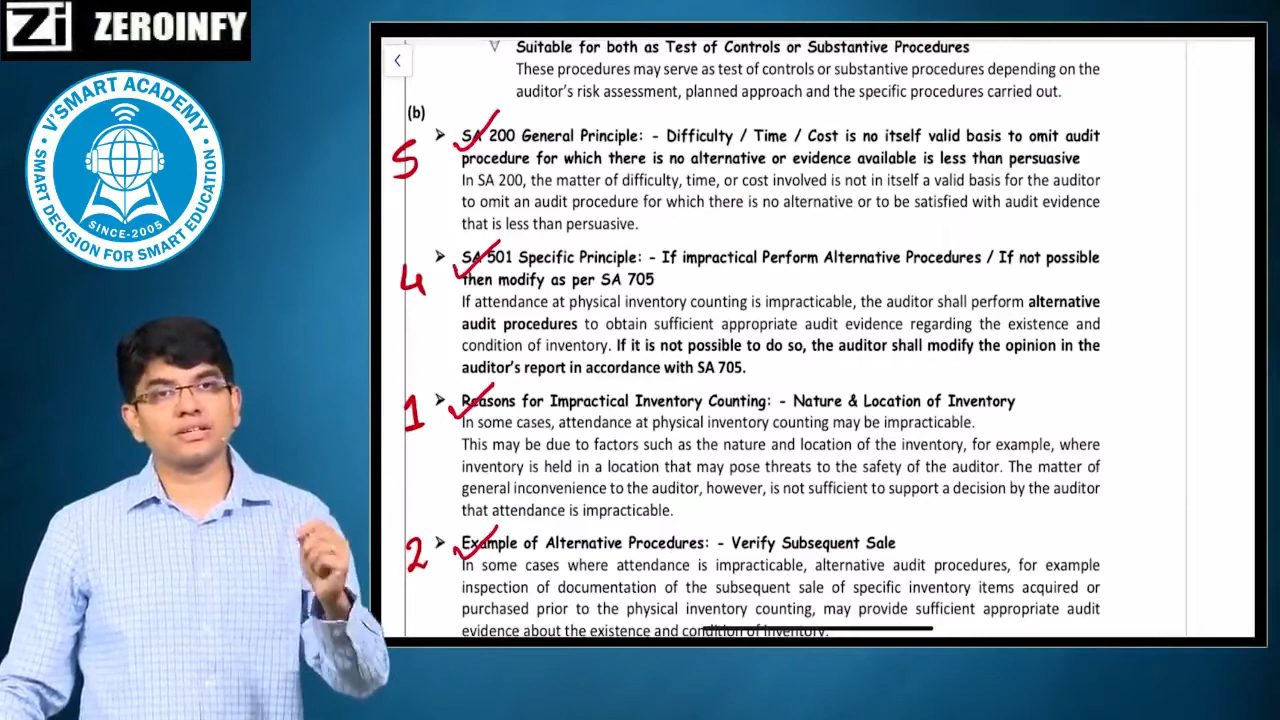 Zi ZEROINFY
V'SMART ACADEMY
SMART DECISION FOR SMART EDUCATION
SINCE-2005
Suitable for both as Test of Controls or Substantive Procedures
These procedures may serve as test of controls or substantive procedures depending on the
auditor's risk assessment, planned approach and the specific procedures carried out.
(b)
5 SA 200 General Principle: - Difficulty / Time / Cost is no itself valid basis to omit audit
procedure for which there is no alternative or evidence available is less than persuasive
In SA 200, the matter of difficulty, time, or cost involved is not in itself a valid basis for the auditor
to omit an audit procedure for which there is no alternative or to be satisfied with audit evidence
that is less than persuasive.
4 SA 501 Specific Principle: - If impractical Perform Alternative Procedures / If not possible
then modify as per SA 705
If attendance at physical inventory counting is impracticable, the auditor shall perform alternative
audit procedures to obtain sufficient appropriate audit evidence regarding the existence and
condition of inventory. If it is not possible to do so, the auditor shall modify the opinion in the
auditor's report in accordance with SA 705.
1 Reasons for Impractical Inventory Counting: - Nature & Location of Inventory
In some cases, attendance at physical inventory counting may be impracticable.
This may be due to factors such as the nature and location of the inventory, for example, where
inventory is held in a location that may pose threats to the safety of the auditor. The matter of
general inconvenience to the auditor, however, is not sufficient to support a decision by the auditor
that attendance is impracticable.
2 Example of Alternative Procedures: - Verify Subsequent Sale
In some cases where attendance is impracticable, alternative audit procedures, for example
inspection of documentation of the subsequent sale of specific inventory items acquired or
purchased prior to the physical inventory counting, may provide sufficient appropriate audit
evidence about the existence and condition of inventory.